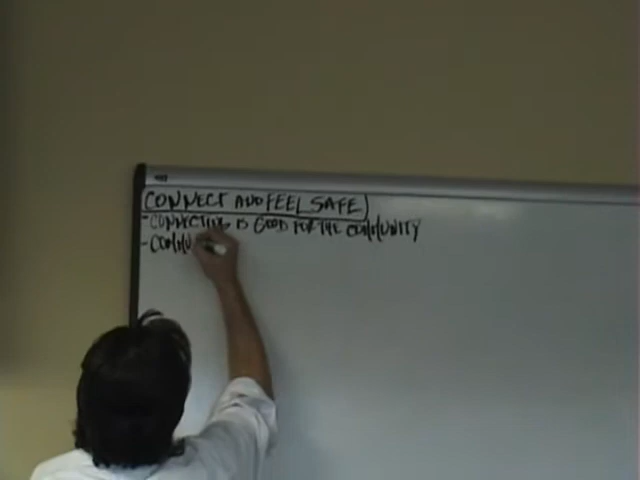 CONNECT AND FEEL SAFE
- CONNECTING IS GOOD FOR THE COMMUNITY
- COMMU